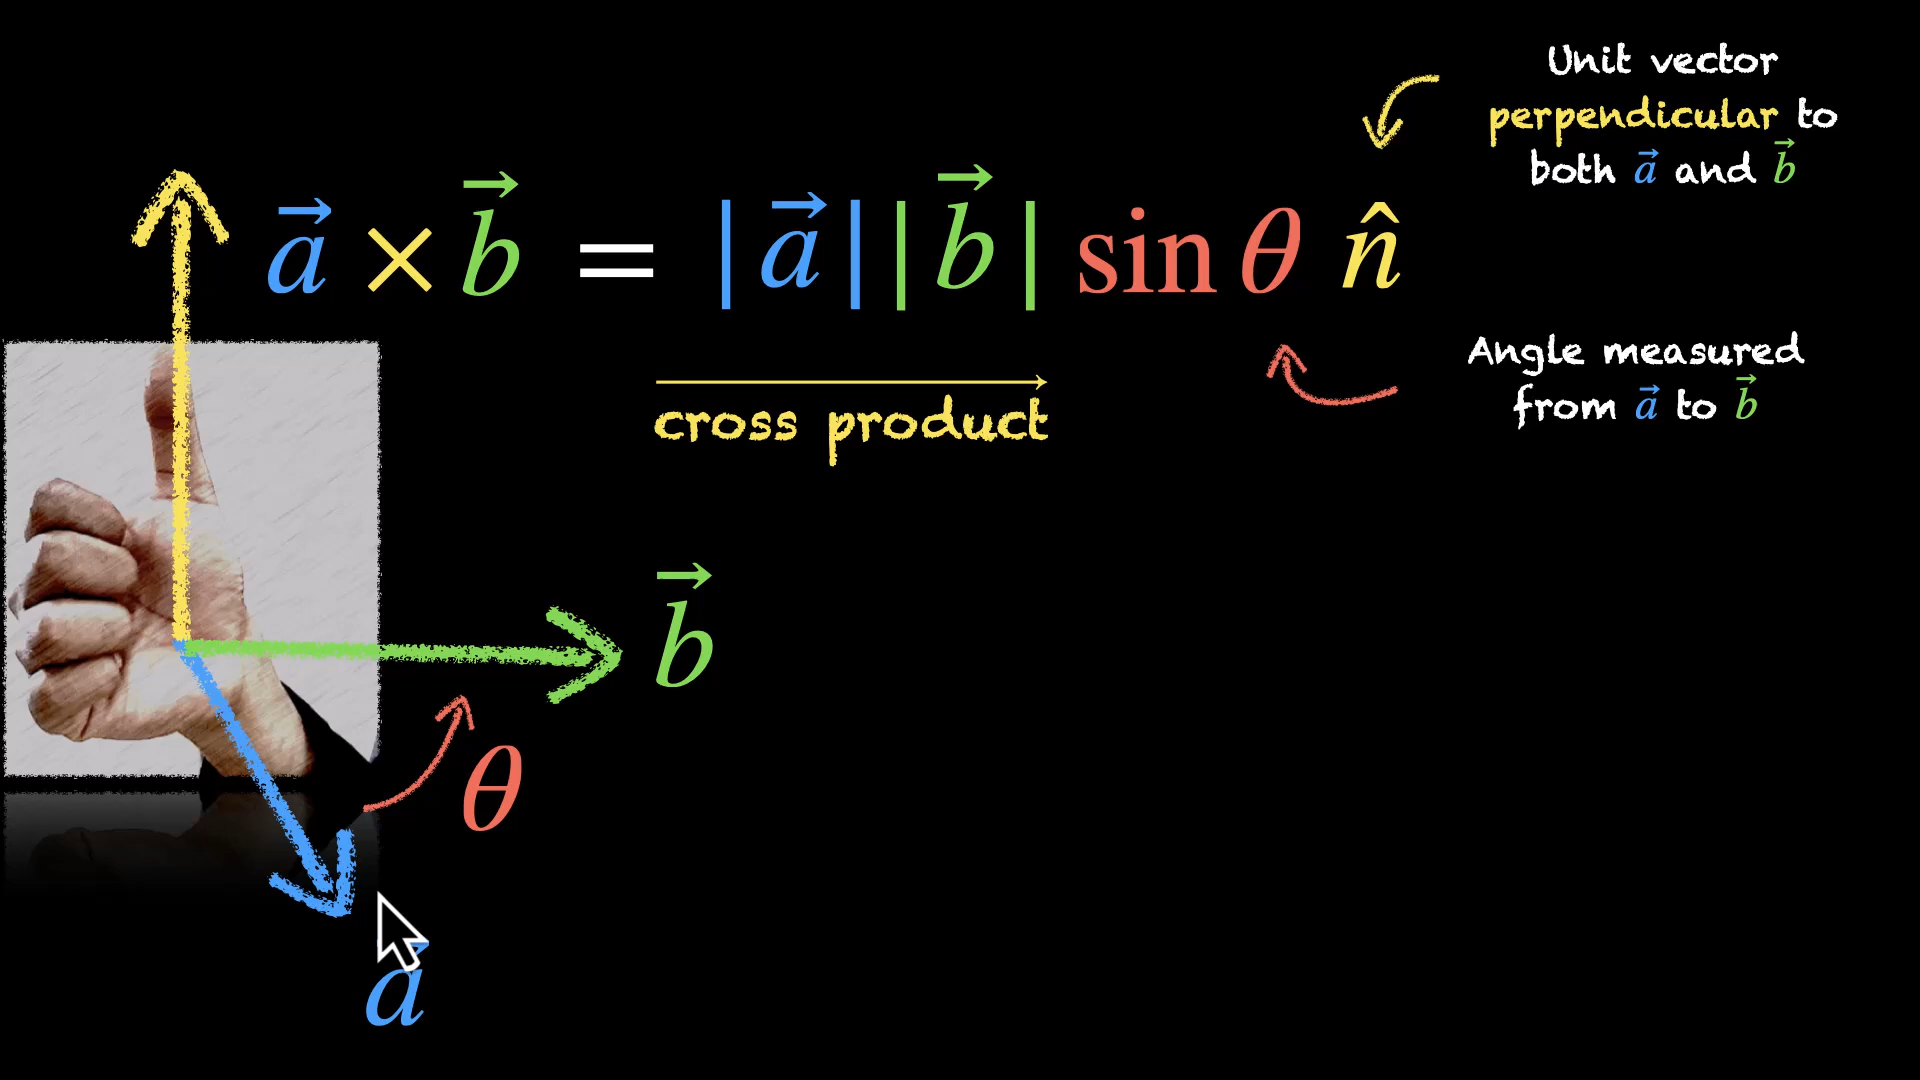 Unit vector
perpendicular to
both a⃗ and b⃗
a⃗ × b⃗ = |a⃗||b⃗| sin θ n̂
Angle measured
from a⃗ to b⃗
cross product
b⃗
θ
a⃗